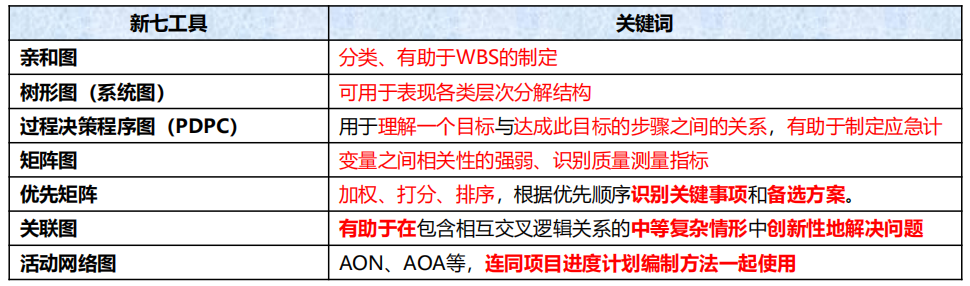 新七工具 关键词
亲和图 分类、有助于WBS的制定
树形图（系统图） 可用于表现各类层次分解结构
过程决策程序图（PDPC） 用于理解一个目标与达成此目标的步骤之间的关系，有助于制定应急计
矩阵图 变量之间相关性的强弱、识别质量测量指标
优先矩阵 加权、打分、排序，根据优先顺序识别关键事项和备选方案。
关联图 有助于在包含相互交叉逻辑关系的中等复杂情形中创新性地解决问题
活动网络图 AON、AOA等，连同项目进度计划编制方法一起使用